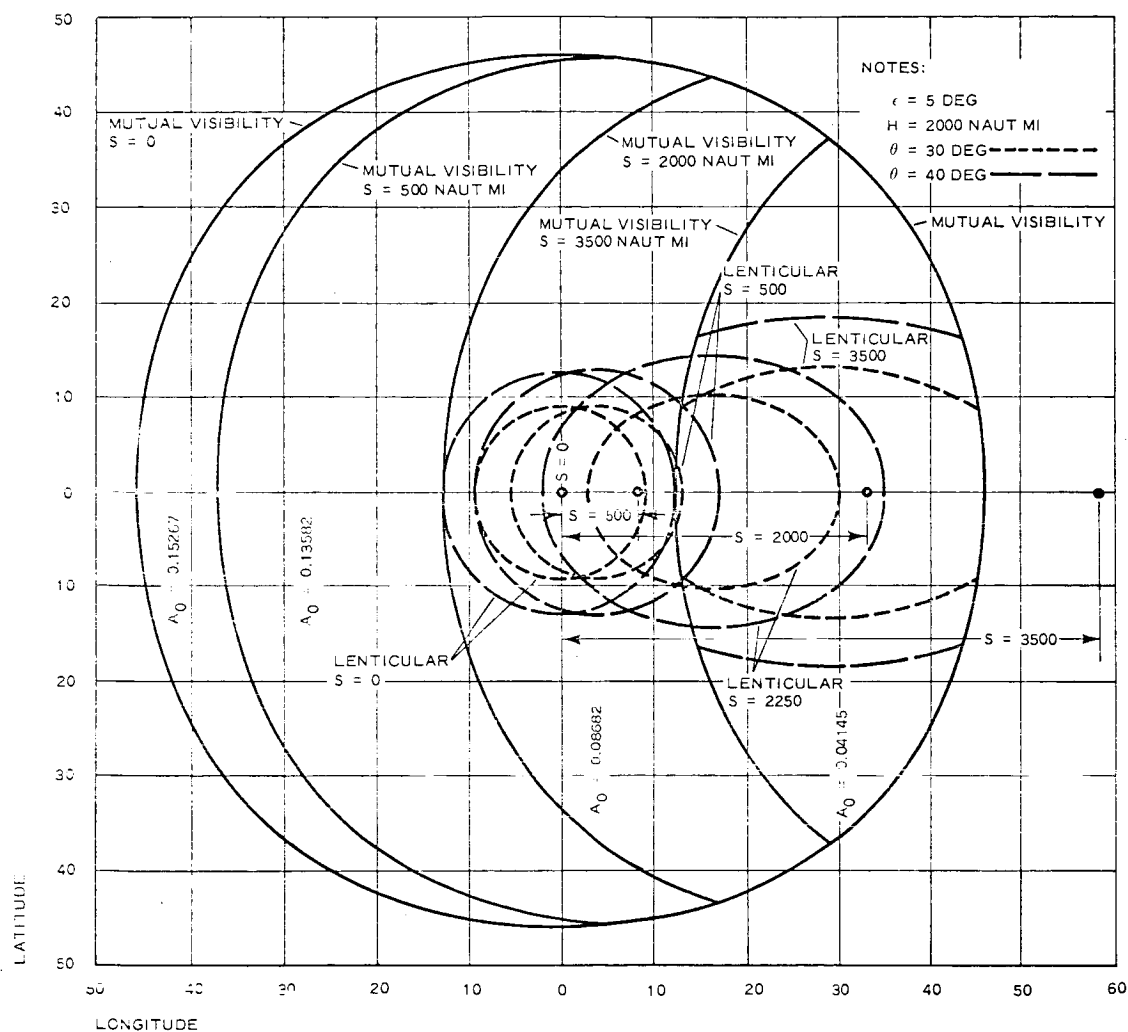 50
40
30
20
10
0
10
20
30
40
50
LATITUDE
50
20
10
0
10
20
30
40
50
60
LONGITUDE
NOTES:
ϵ = 5 DEG
H = 2000 NAUT MI
θ = 30 DEG
θ = 40 DEG
MUTUAL VISIBILITY
S = 0
MUTUAL VISIBILITY
S = 500 NAUT MI
MUTUAL VISIBILITY
S = 2000 NAUT MI
MUTUAL VISIBILITY
S = 3500 NAUT MI
MUTUAL VISIBILITY
LENTICULAR
S = 500
LENTICULAR
S = 3500
S = 0
S = 500
S = 2000
S = 3500
LENTICULAR
S = 0
LENTICULAR
S = 2250
A0 = 0.15267
A0 = 0.13582
A0 = 0.08682
A0 = 0.04145